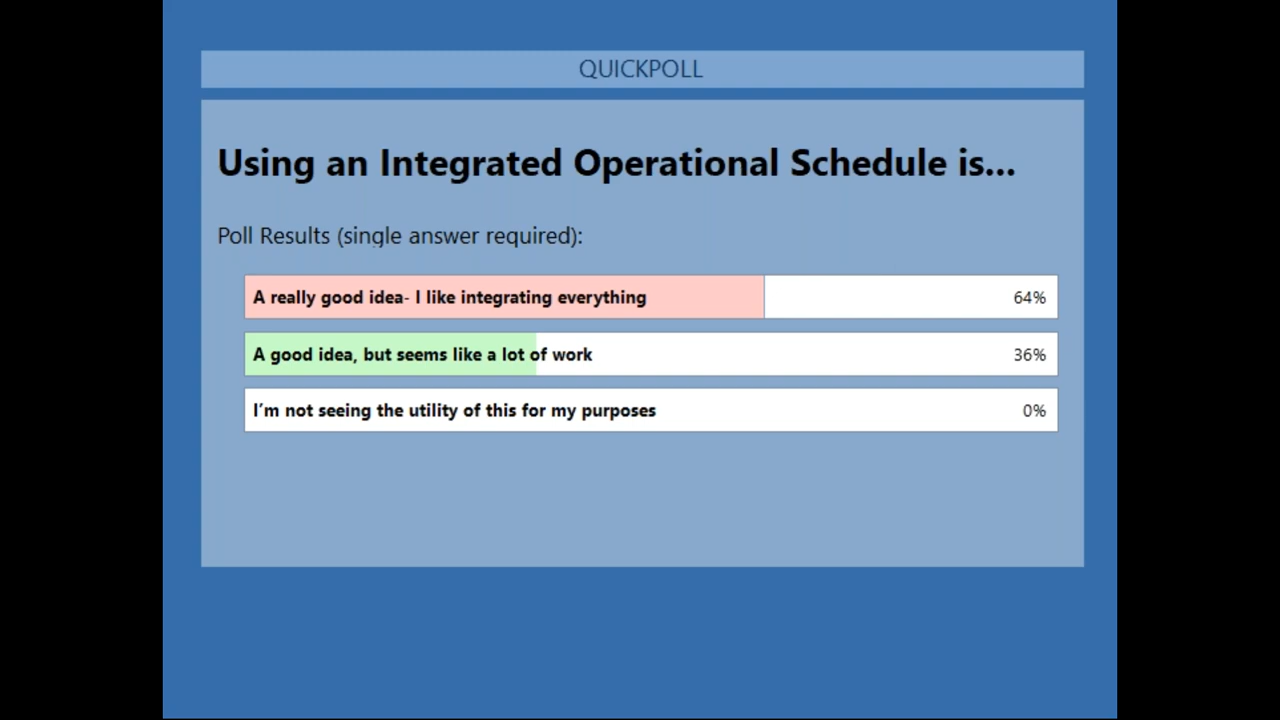 QUICKPOLL
Using an Integrated Operational Schedule is...
Poll Results (single answer required):
A really good idea- I like integrating everything 64%
A good idea, but seems like a lot of work 36%
I’m not seeing the utility of this for my purposes 0%